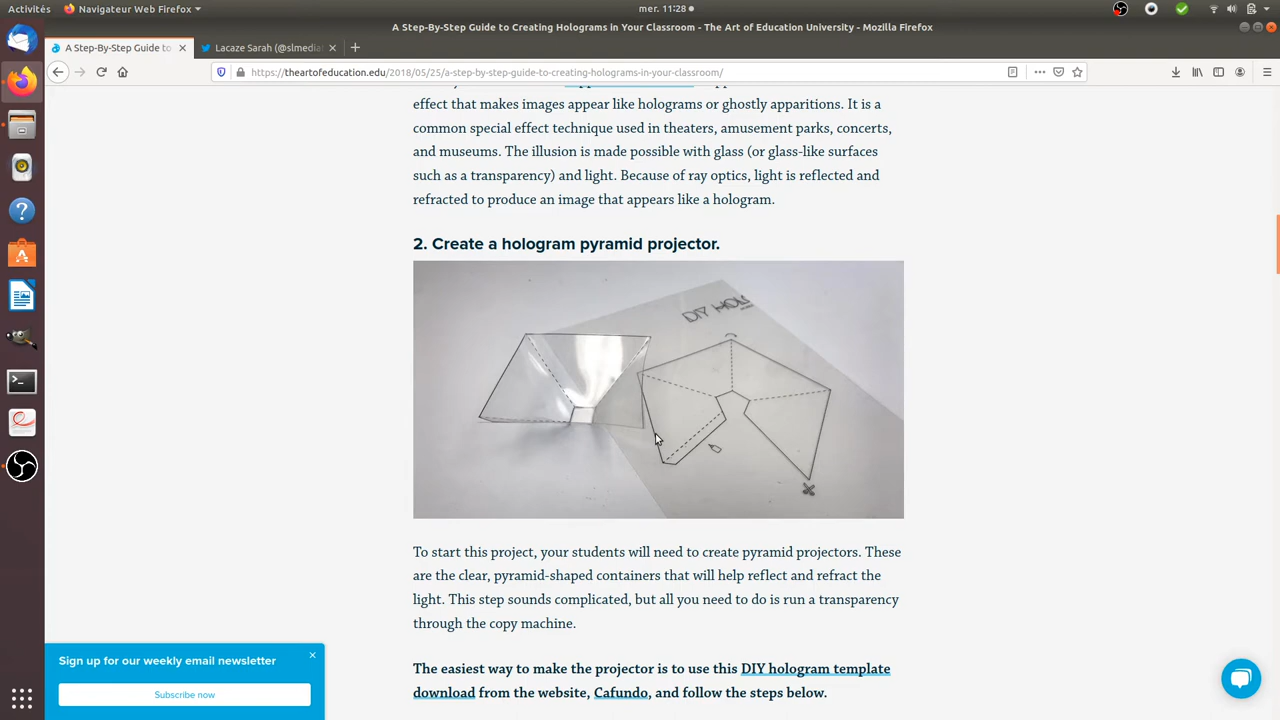 Activités
Navigateur Web Firefox
mer. 11:28
A Step-By-Step Guide to Creating Holograms in Your Classroom - The Art of Education University - Mozilla Firefox
A Step-By-Step Guide to
Lacaze Sarah (@slmedia
https://theartofeducation.edu/2018/05/25/a-step-by-step-guide-to-creating-holograms-in-your-classroom/
effect that makes images appear like holograms or ghostly apparitions. It is a
common special effect technique used in theaters, amusement parks, concerts,
and museums. The illusion is made possible with glass (or glass-like surfaces
such as a transparency) and light. Because of ray optics, light is reflected and
refracted to produce an image that appears like a hologram.
2. Create a hologram pyramid projector.
DIY HOL
To start this project, your students will need to create pyramid projectors. These
are the clear, pyramid-shaped containers that will help reflect and refract the
light. This step sounds complicated, but all you need to do is run a transparency
through the copy machine.
The easiest way to make the projector is to use this DIY hologram template
download from the website, Cafundo, and follow the steps below.
Sign up for our weekly email newsletter
Subscribe now